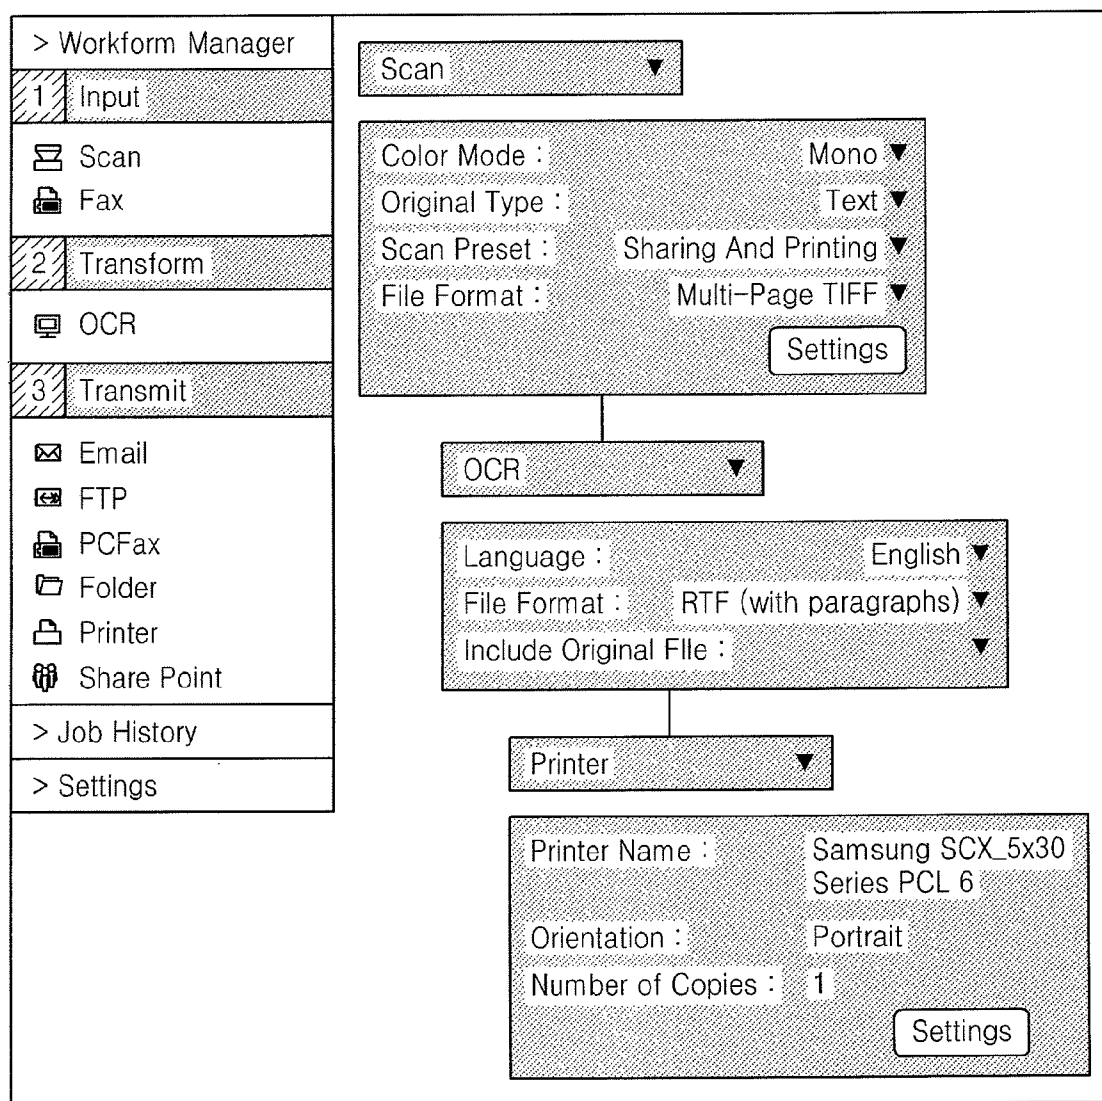 > Workform Manager
1 Input
Scan
Fax
2 Transform
OCR
3 Transmit
Email
FTP
PCFax
Folder
Printer
Share Point
> Job History
> Settings
Scan ▼
Color Mode : Mono ▼
Original Type : Text ▼
Scan Preset : Sharing And Printing ▼
File Format : Multi-Page TIFF ▼
Settings
OCR ▼
Language : English ▼
File Format : RTF (with paragraphs) ▼
Include Original FIle : ▼
Printer ▼
Printer Name : Samsung SCX_5x30
Series PCL 6
Orientation : Portrait
Number of Copies : 1
Settings